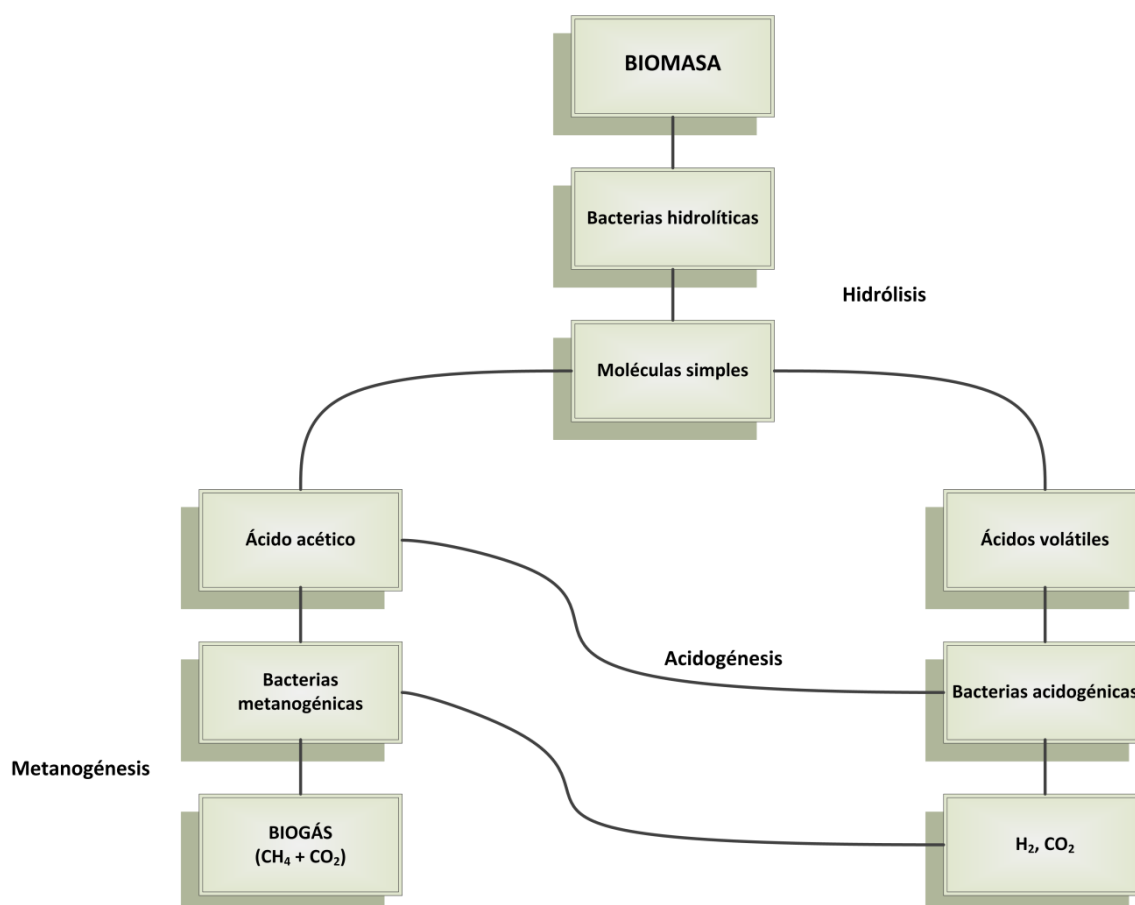 BIOMASA
Bacterias hidrolíticas
Hidrólisis
Moléculas simples
Ácido acético
Ácidos volátiles
Bacterias
metanogénicas
Acidogénesis
Bacterias acidogénicas
Metanogénesis
BIOGÁS
(CH₄ + CO₂)
H₂, CO₂